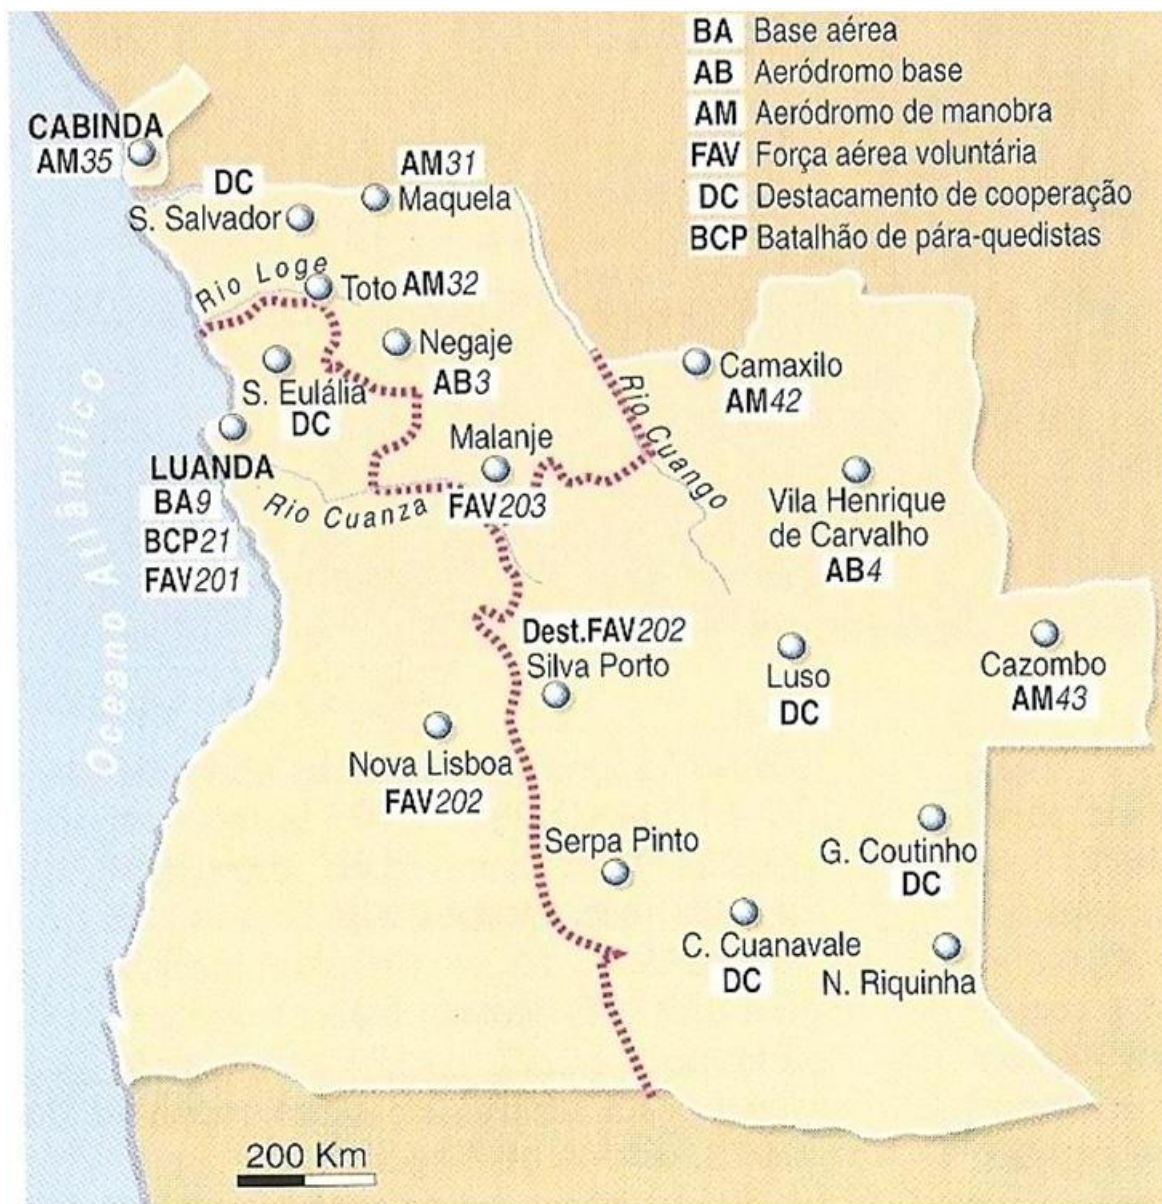 BA Base aérea
AB Aeródromo base
AM Aeródromo de manobra
FAV Força aérea voluntária
DC Destacamento de cooperação
BCP Batalhão de pára-quedistas
CABINDA
AM35
DC
S. Salvador
AM31
Maquela
Rio Loge
Toto AM32
Negaje
AB3
S. Eulália
DC
Camaxilo
AM42
Rio Cuango
LUANDA
BA9
BCP21
FAV201
Malanje
FAV203
Rio Cuanza
Vila Henrique
de Carvalho
AB4
Oceano Atlântico
Dest.FAV202
Silva Porto
Luso
DC
Cazombo
AM43
Nova Lisboa
FAV202
Serpa Pinto
G. Coutinho
DC
C. Cuanavale
DC
N. Riquinha
200 Km